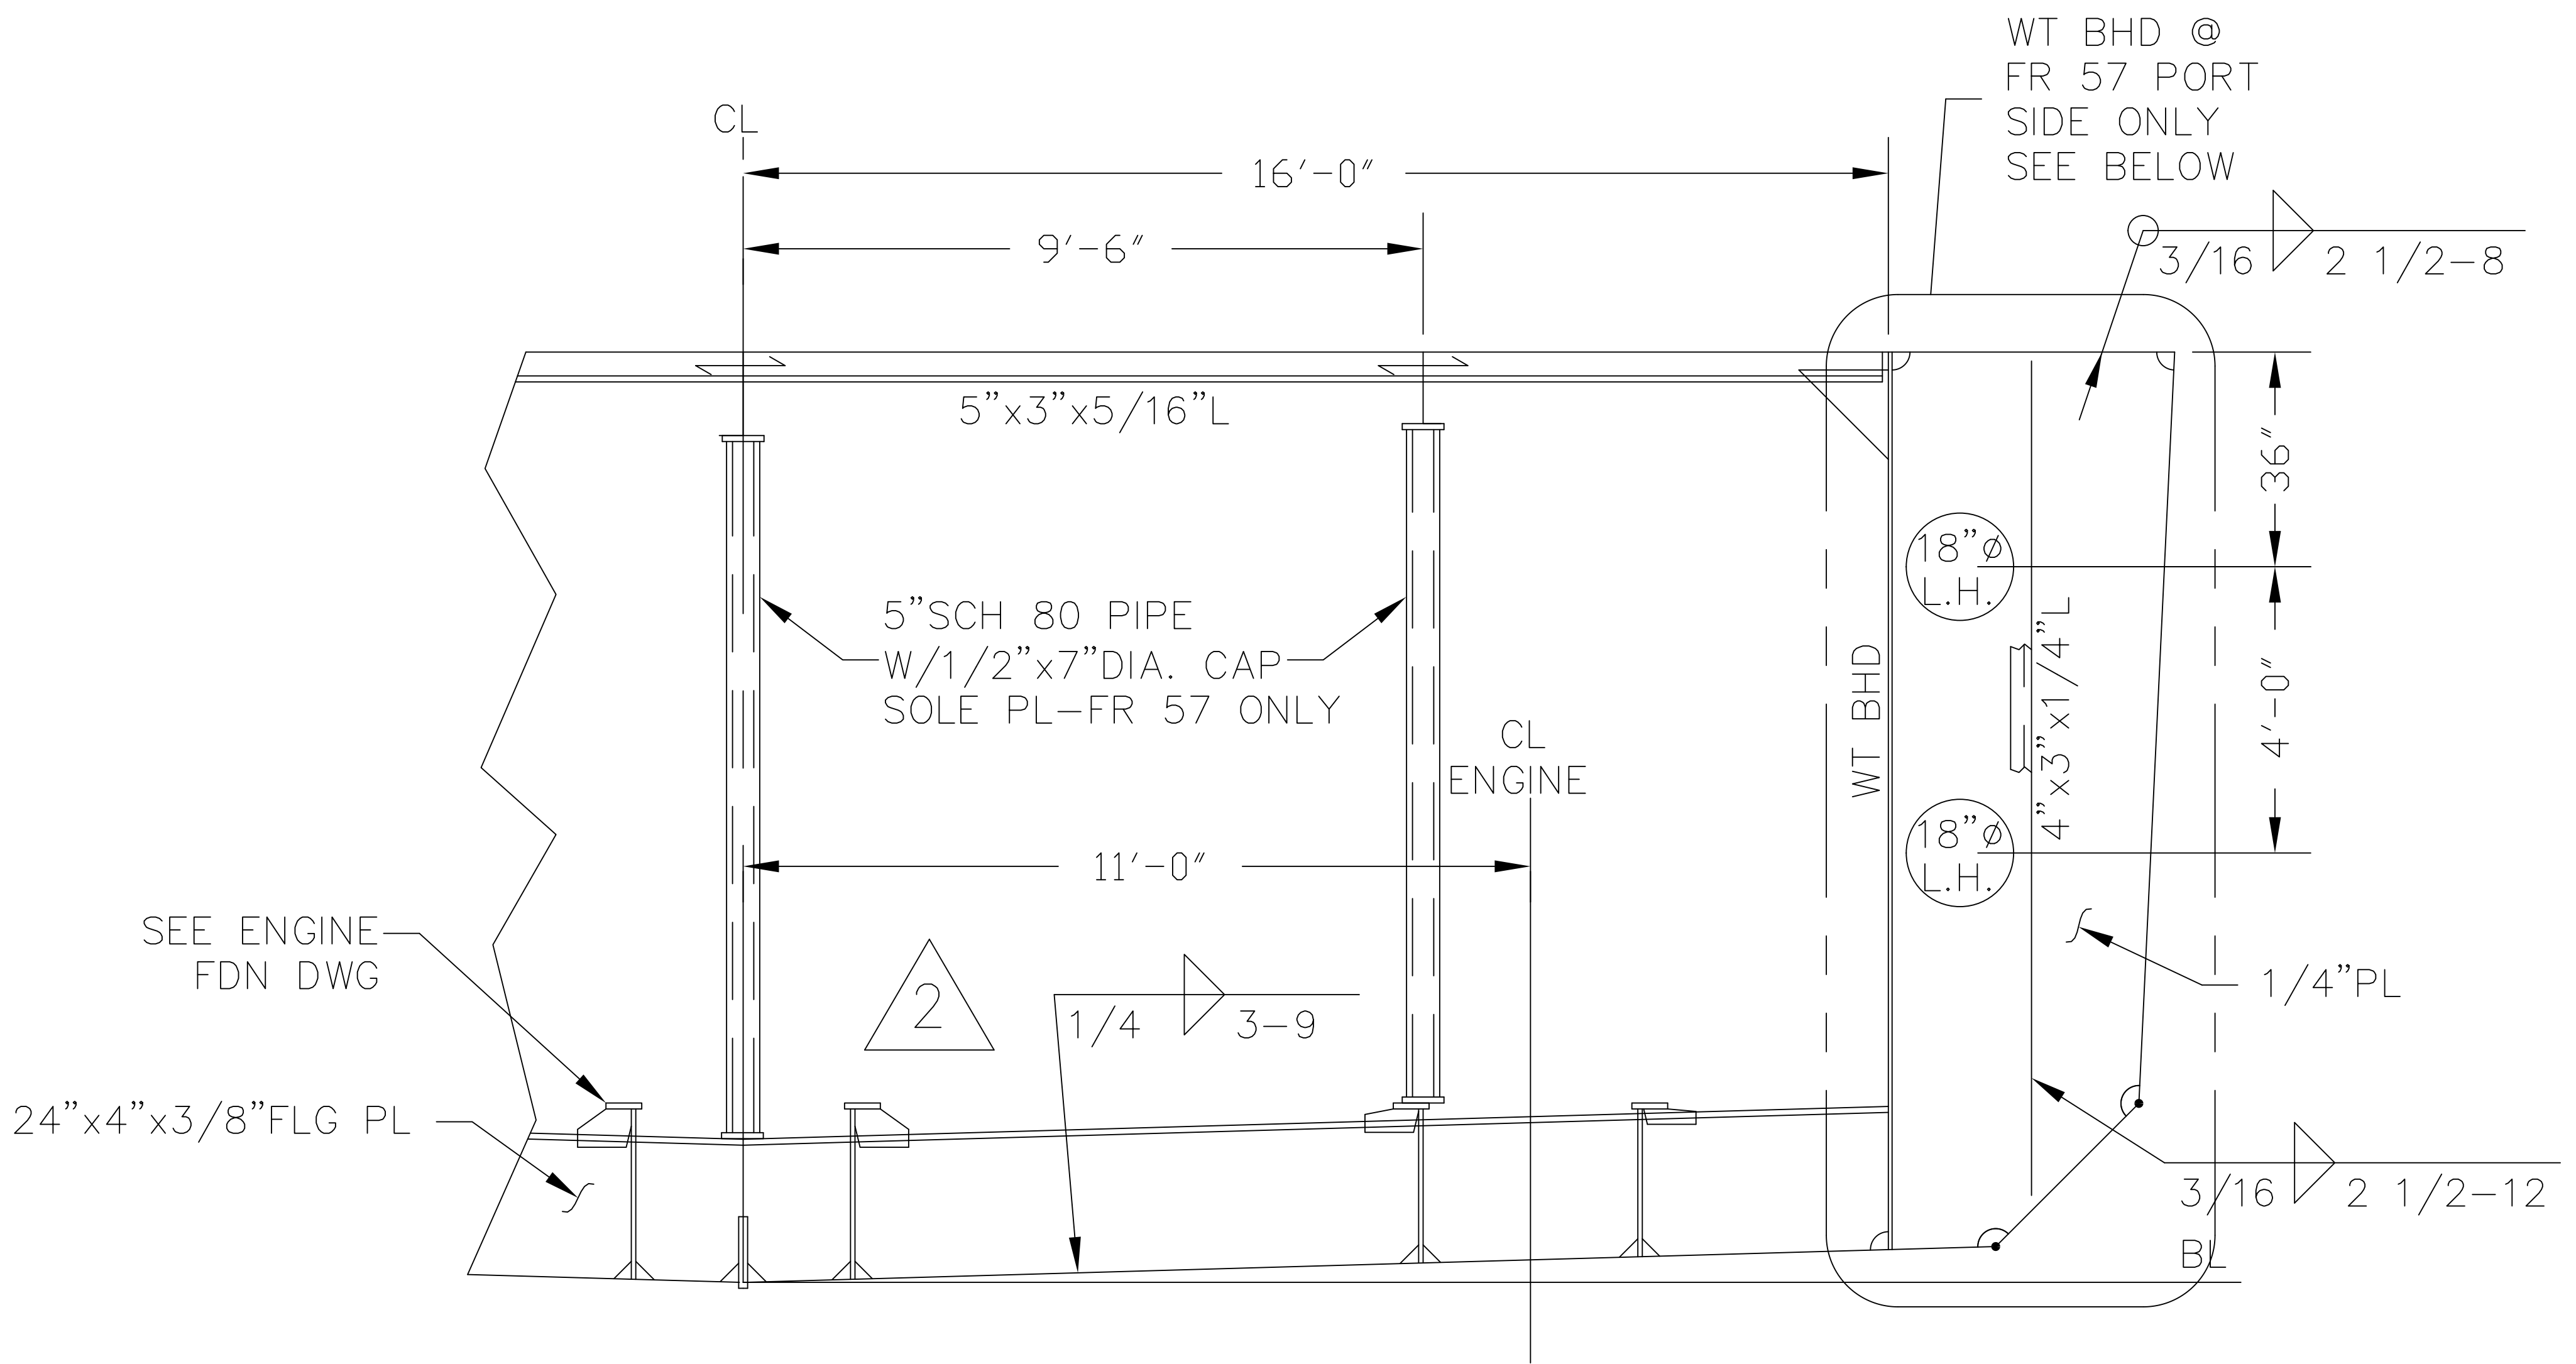 WT BHD @
FR 57 PORT
SIDE ONLY
SEE BELOW
CL
16'-0"
9'-6"
3/16 2 1/2-8
5"x3"x5/16"L
36"
18"ø
L.H.
5"SCH 80 PIPE
W/1/2"x7"DIA. CAP
SOLE PL-FR 57 ONLY
WT BHD
4"x3"x1/4"L
4'-0"
CL
ENGINE
18"ø
L.H.
11'-0"
SEE ENGINE
FDN DWG
2
1/4 3-9
1/4"PL
24"x4"x3/8"FLG PL
3/16 2 1/2-12
BL